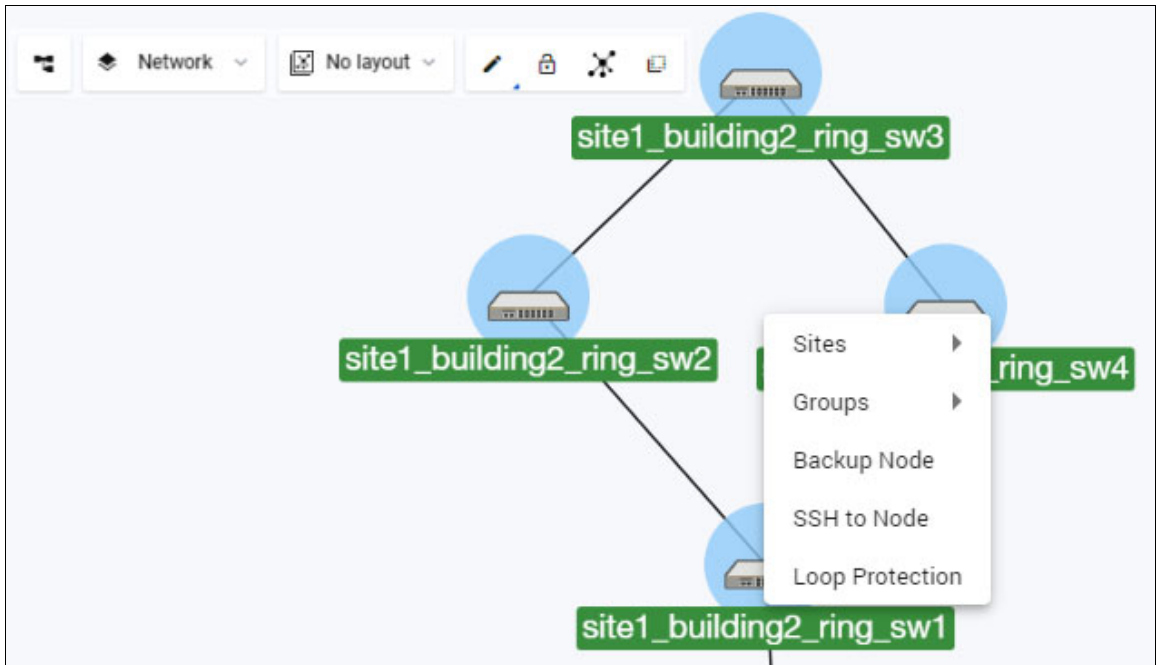 Network
No layout
site1_building2_ring_sw3
site1_building2_ring_sw2
_ring_sw4
Sites
Groups
Backup Node
SSH to Node
Loop Protection
site1_building2_ring_sw1